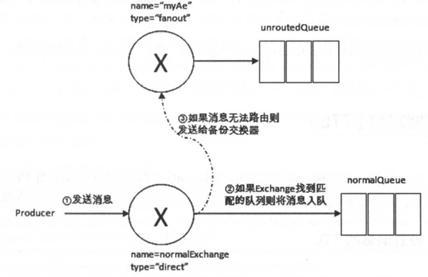 name="myAe"
type="fanout"
X
unroutedQueue
③如果消息无法路由则
发送给备份交换器
Producer
①发送消息
X
②如果Exchange找到匹
配的队列则将消息入队
normalQueue
name=normalExchange
type="direct"